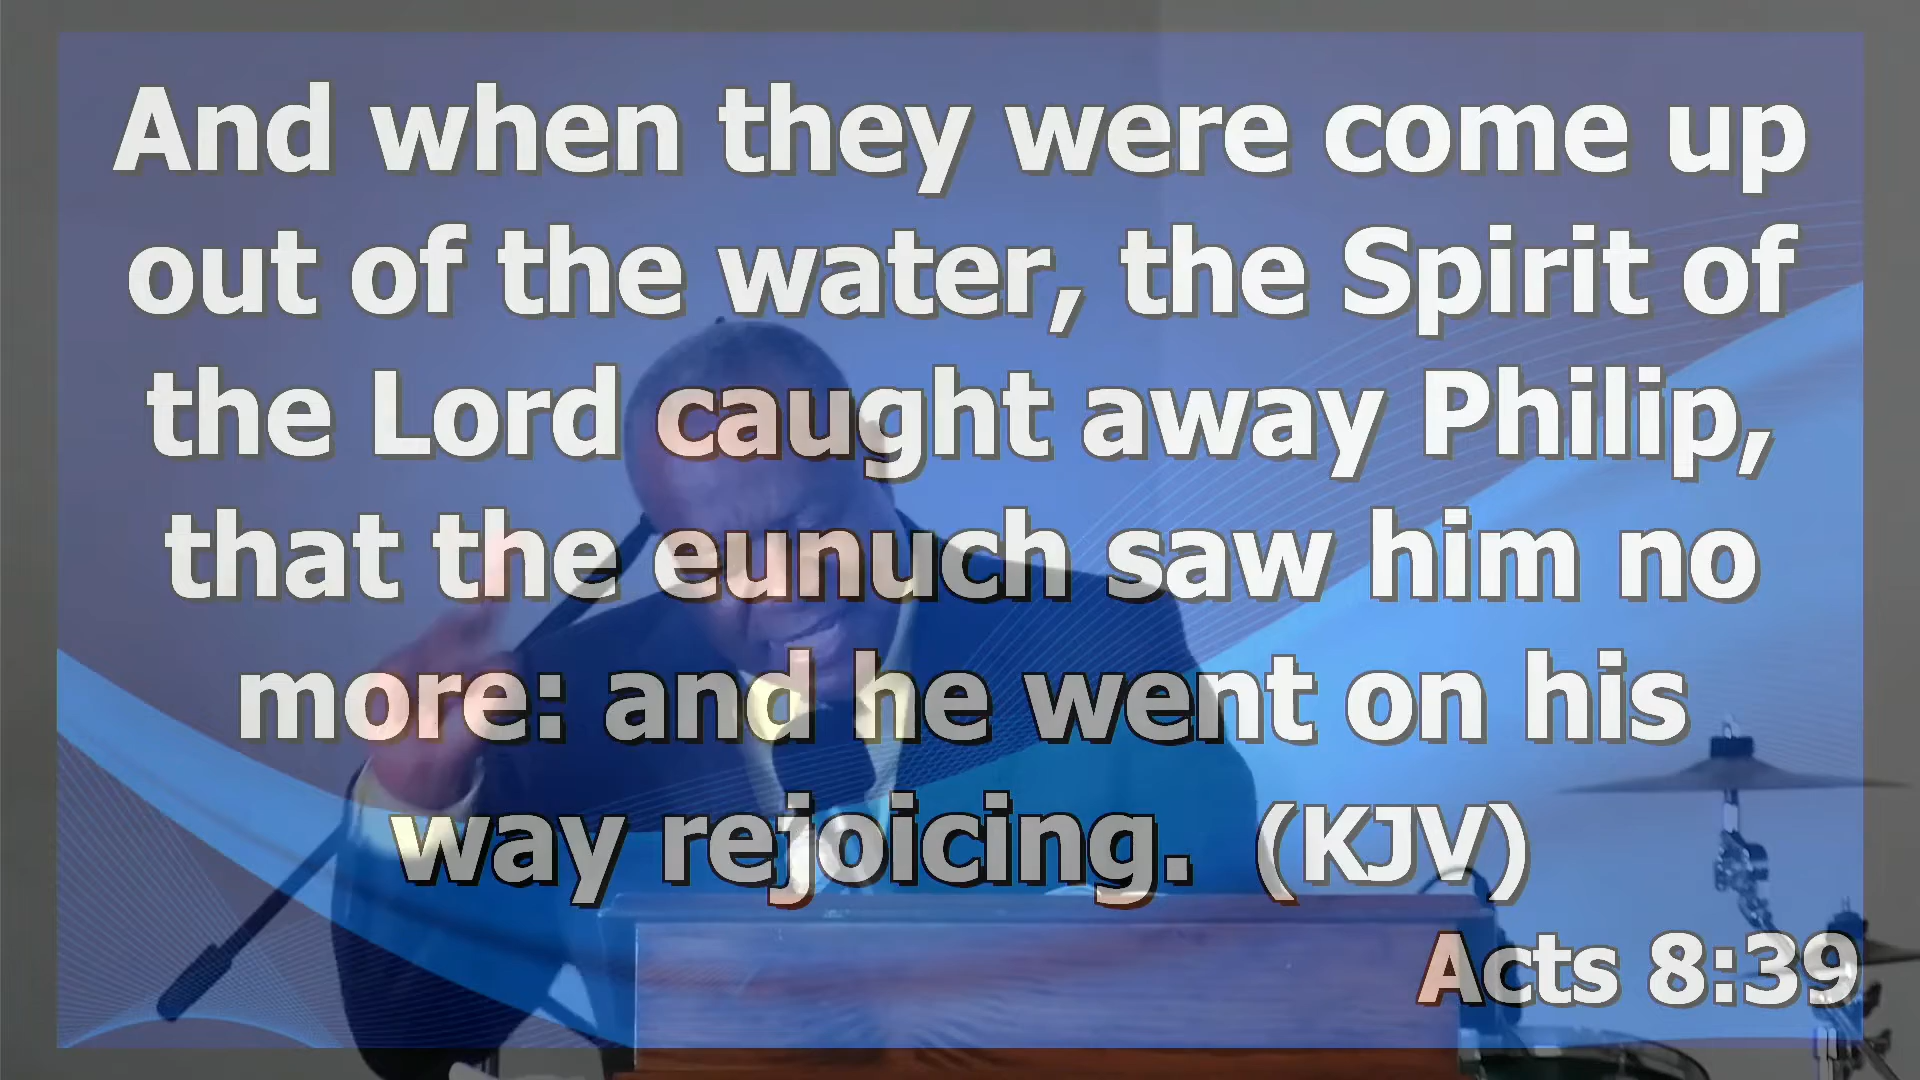 And when they were come up
out of the water, the Spirit of
the Lord caught away Philip,
that the eunuch saw him no
more: and he went on his
way rejoicing. (KJV)
Acts 8:39